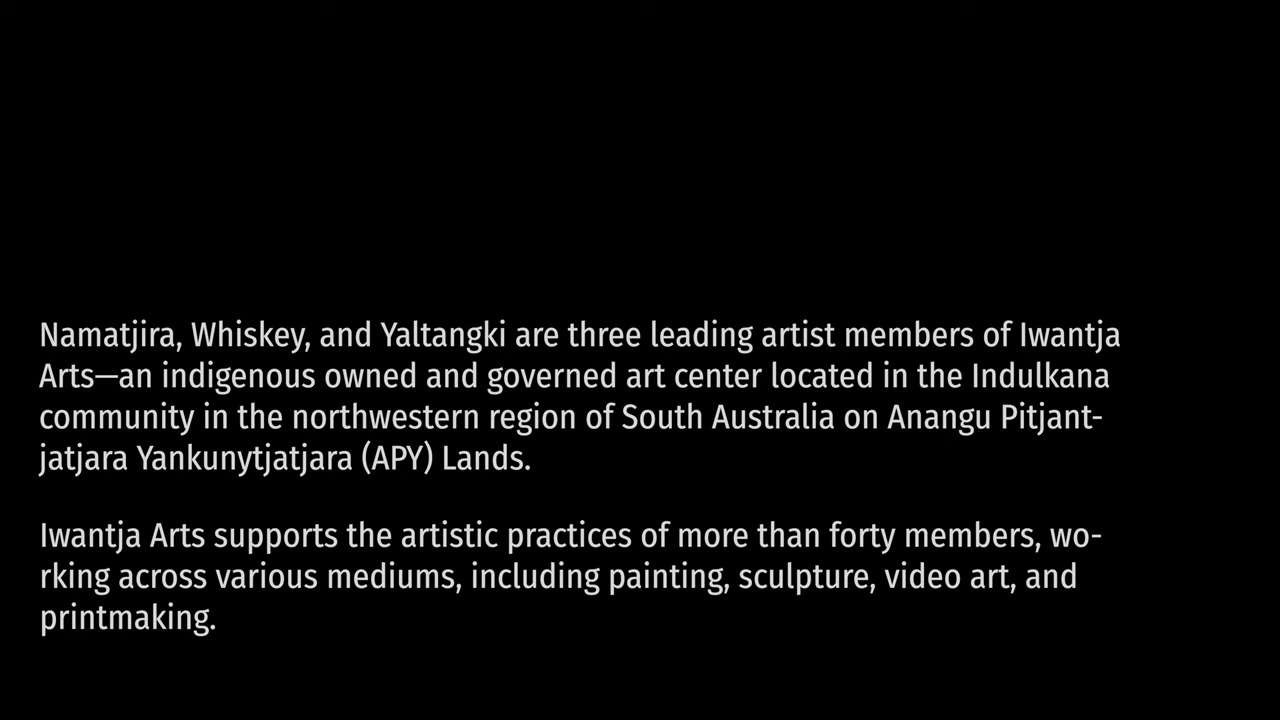 Namatjira, Whiskey, and Yaltangki are three leading artist members of Iwantja
Arts—an indigenous owned and governed art center located in the Indulkana
community in the northwestern region of South Australia on Anangu Pitjant-
jatjara Yankunytjatjara (APY) Lands.
Iwantja Arts supports the artistic practices of more than forty members, wo-
rking across various mediums, including painting, sculpture, video art, and
printmaking.